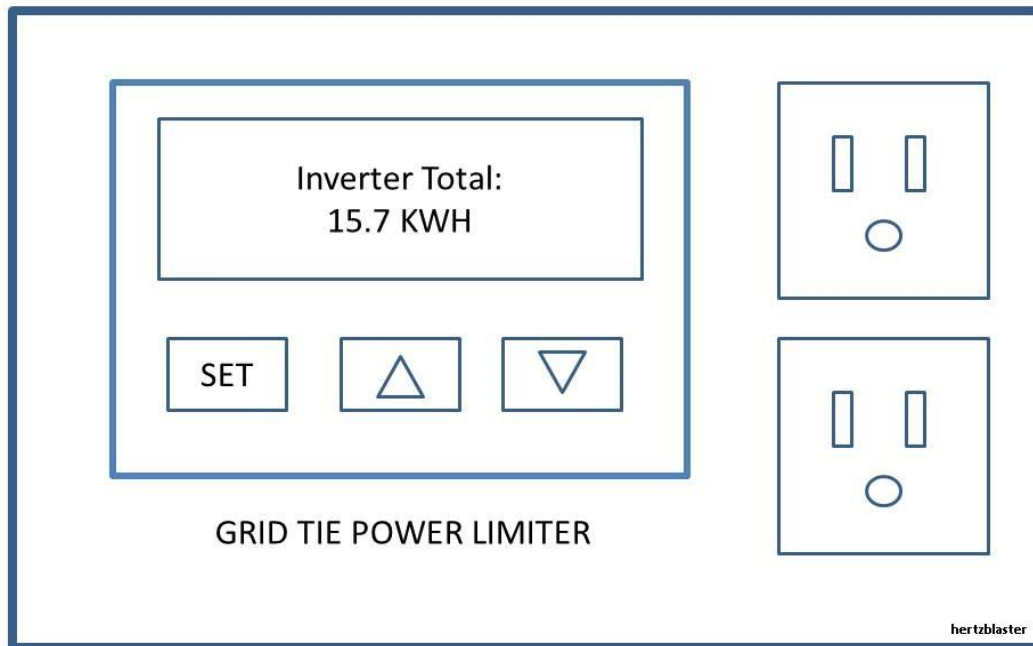 Inverter Total:
15.7 KWH
SET
GRID TIE POWER LIMITER
hertzblaster